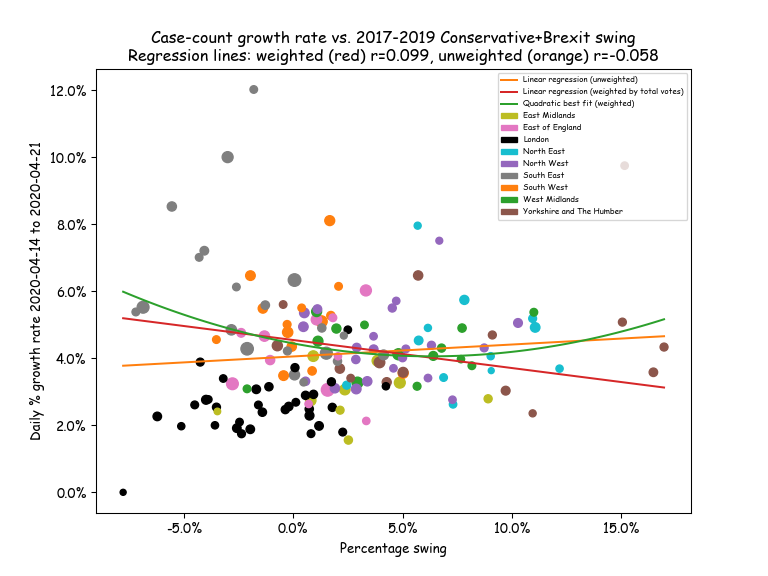 Case-count growth rate vs. 2017-2019 Conservative+Brexit swing
Regression lines: weighted (red) r=0.099, unweighted (orange) r=-0.058
Linear regression (unweighted)
Linear regression (weighted by total votes)
Quadratic best fit (weighted)
East Midlands
East of England
London
North East
North West
South East
South West
West Midlands
Yorkshire and The Humber
Daily % growth rate 2020-04-14 to 2020-04-21
12.0%
10.0%
8.0%
6.0%
4.0%
2.0%
0.0%
-5.0%
0.0%
5.0%
10.0%
15.0%
Percentage swing